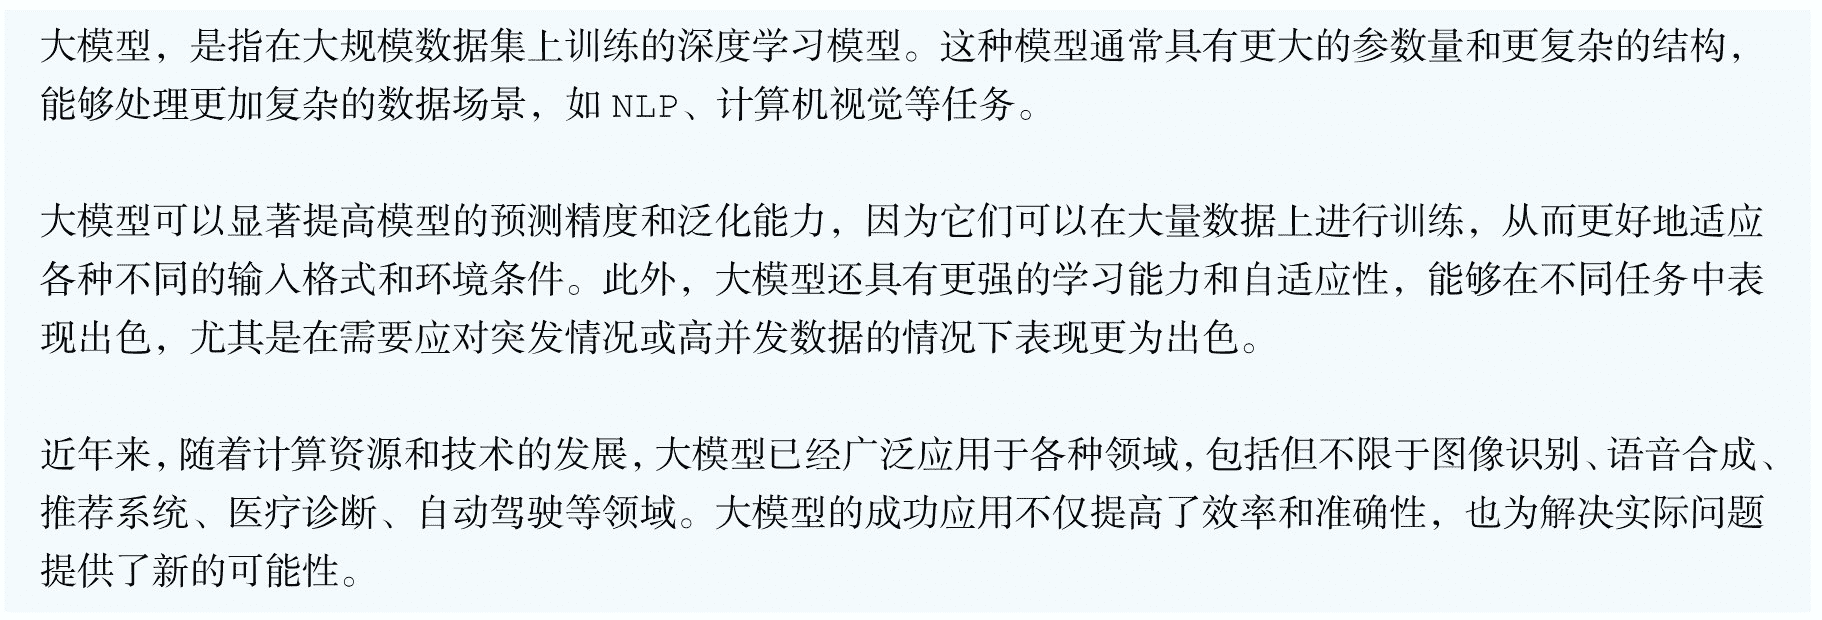 大模型，是指在大规模数据集上训练的深度学习模型。这种模型通常具有更大的参数量和更复杂的结构，
能够处理更加复杂的数据场景，如 NLP、计算机视觉等任务。
大模型可以显著提高模型的预测精度和泛化能力，因为它们可以在大量数据上进行训练，从而更好地适应
各种不同的输入格式和环境条件。此外，大模型还具有更强的学习能力和自适应性，能够在不同任务中表
现出色，尤其是在需要应对突发情况或高并发数据的情况下表现更为出色。
近年来，随着计算资源和技术的发展，大模型已经广泛应用于各种领域，包括但不限于图像识别、语音合成、
推荐系统、医疗诊断、自动驾驶等领域。大模型的成功应用不仅提高了效率和准确性，也为解决实际问题
提供了新的可能性。